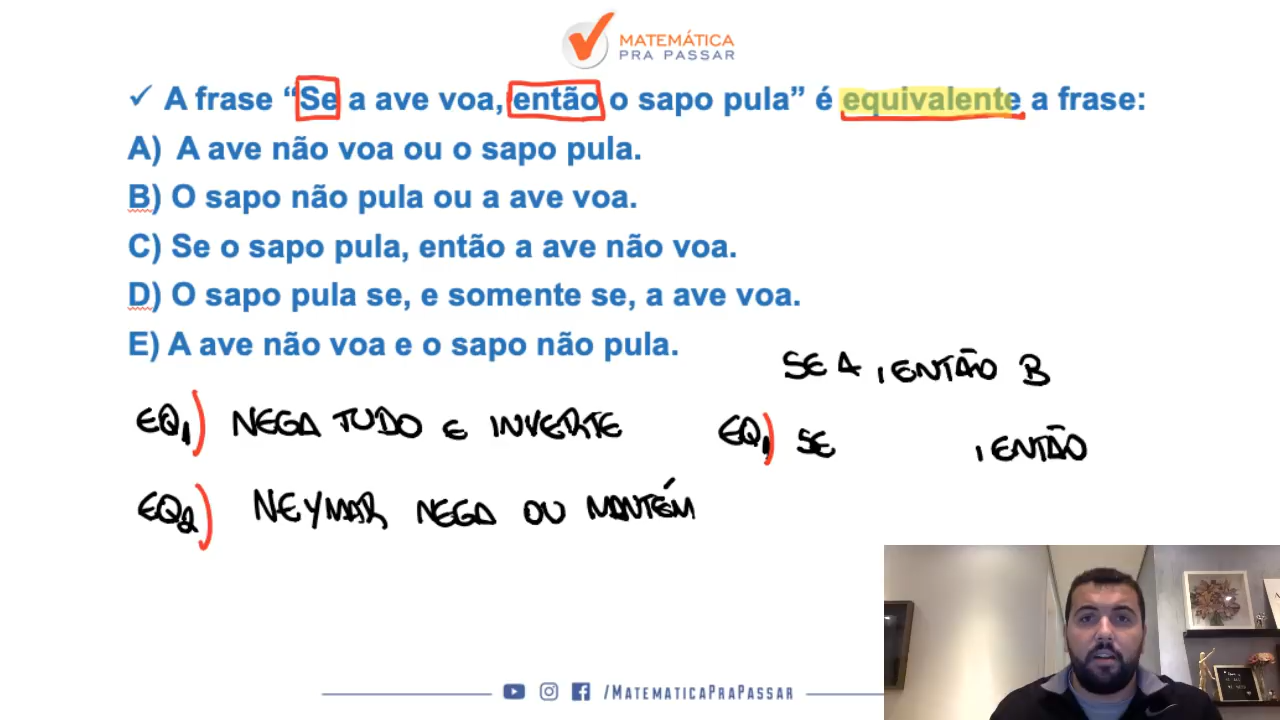 MATEMÁTICA
PRA PASSAR
✓ A frase “Se a ave voa, então o sapo pula” é equivalente a frase:
A) A ave não voa ou o sapo pula.
B) O sapo não pula ou a ave voa.
C) Se o sapo pula, então a ave não voa.
D) O sapo pula se, e somente se, a ave voa.
E) A ave não voa e o sapo não pula.
SE A , ENTÃO B
EQ1) NEGA TUDO E INVERTE
EQ1) SE , ENTÃO
EQ2) NEYMAR NEGA OU MANTÉM
/MATEMATICAPRAPASSAR